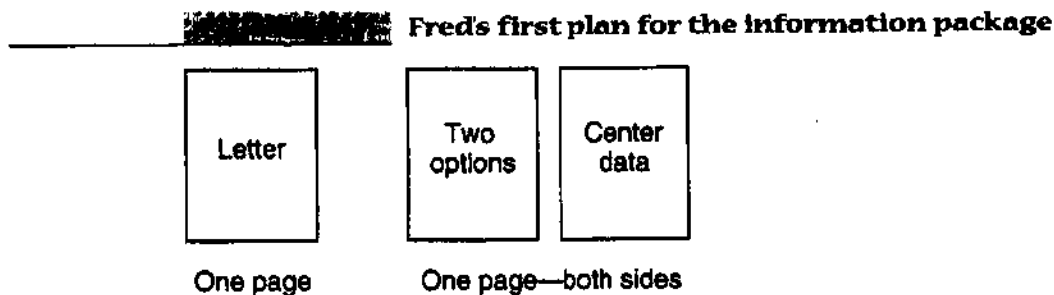 Fred's first plan for the information package
Letter
Two
options
Center
data
One page
One page—both sides